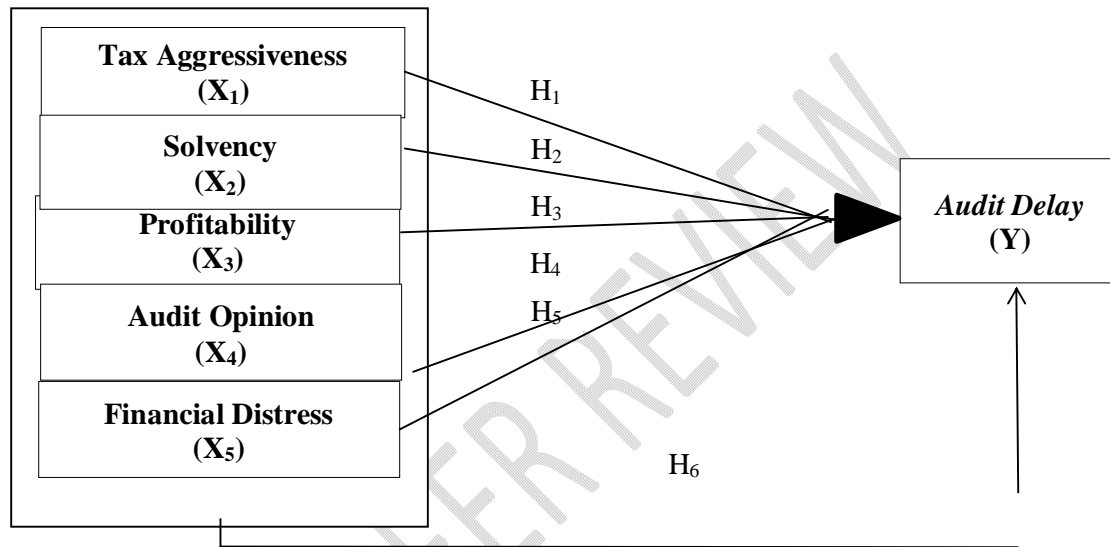 Tax Aggressiveness
(X₁)
Solvency
(X₂)
Profitability
(X₃)
Audit Opinion
(X₄)
Financial Distress
(X₅)
H₁
H₂
H₃
H₄
H₅
H₆
Audit Delay
(Y)
ER REVIEW